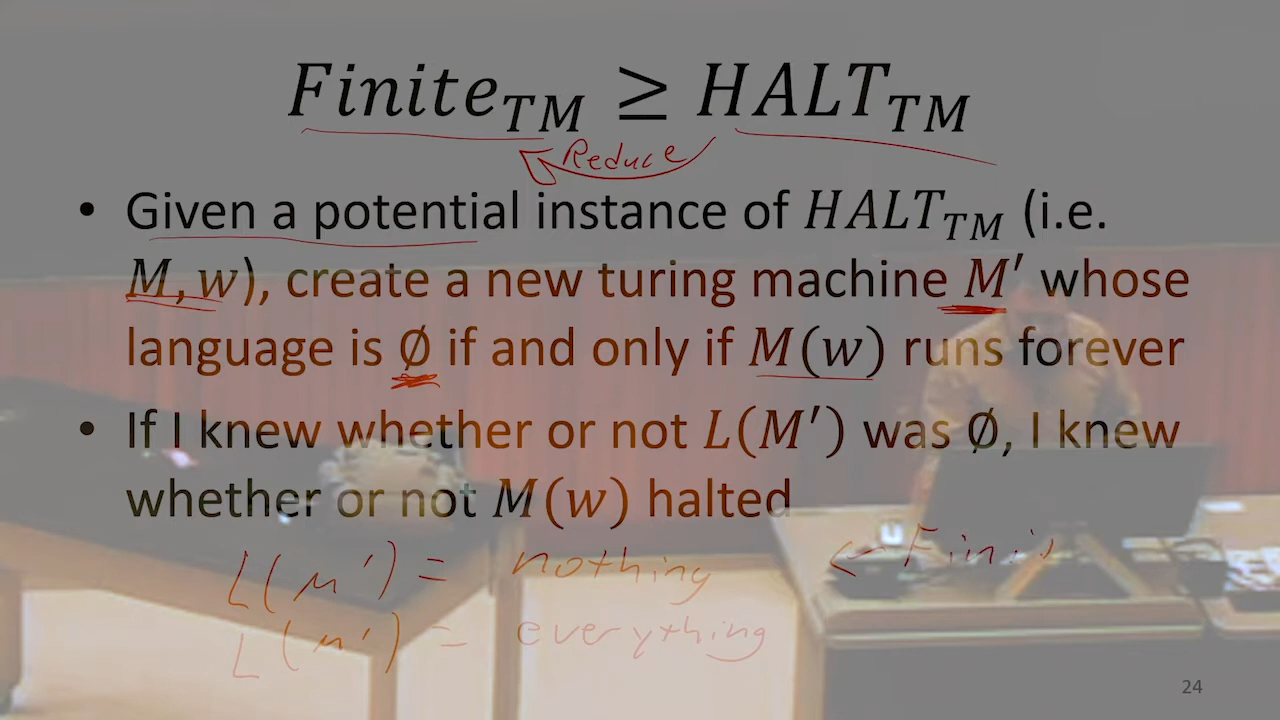 Finite_TM ≥ HALT_TM
Reduce
• Given a potential instance of HALT_TM (i.e.
M, w), create a new turing machine M′ whose
language is ∅ if and only if M(w) runs forever
• If I knew whether or not L(M′) was ∅, I knew
whether or not M(w) halted
L(M′) = nothing ←
L(M′) = everything
24